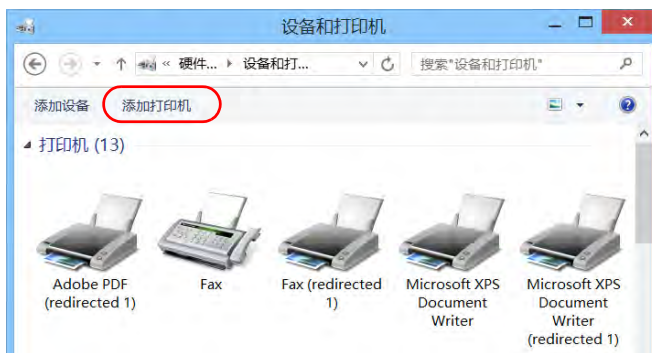 设备和打印机
« 硬件... ▸ 设备和打...
搜索"设备和打印机"
添加设备 添加打印机
打印机 (13)
Adobe PDF
(redirected 1)
Fax
Fax (redirected
1)
Microsoft XPS
Document
Writer
Microsoft XPS
Document
Writer
(redirected 1)